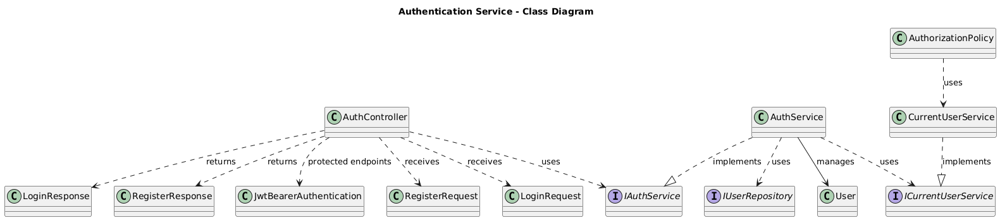 Authentication Service - Class Diagram
C AuthorizationPolicy
uses
C AuthController
C AuthService
C CurrentUserService
returns
returns
protected endpoints
receives
receives
uses
implements
uses
manages
uses
implements
C LoginResponse
C RegisterResponse
C JwtBearerAuthentication
C RegisterRequest
C LoginRequest
I IAuthService
I IUserRepository
C User
I ICurrentUserService